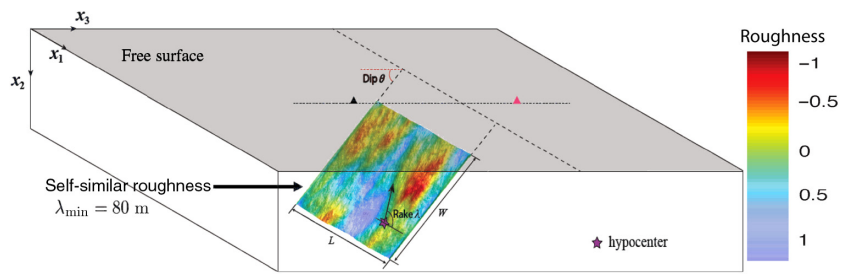 x₃
x₁
x₂
Free surface
Dip θ
Self-similar roughness
λmin = 80 m
Rake λ
L
W
hypocenter
Roughness
−1
−0.5
0
0.5
1